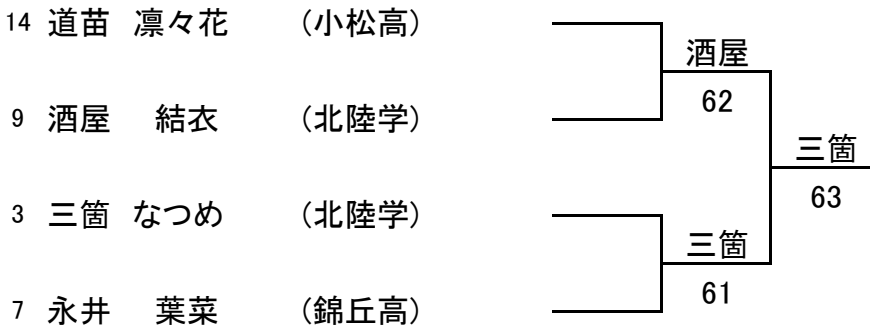 14 道苗 凛々花 (小松高)
酒屋
62
9 酒屋 結衣 (北陸学)
三箇
63
3 三箇 なつめ (北陸学)
三箇
61
7 永井 葉菜 (錦丘高)